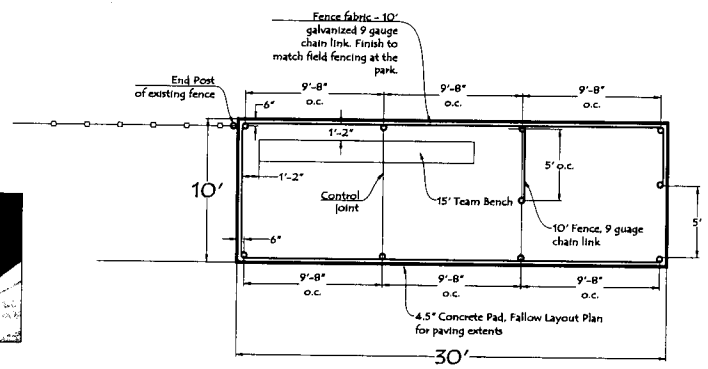 Fence fabric - 10'
galvanized 9 gauge
chain link. Finish to
match field fencing at the
park.
End Post
of existing fence
9'-8"
o.c.
9'-8"
o.c.
9'-8"
o.c.
6"
1'-2"
10'
1'-2"
Control
Joint
15' Team Bench
5' o.c.
10' Fence, 9 guage
chain link
5'
6"
9'-8"
o.c.
9'-8"
o.c.
9'-8"
o.c.
4.5" Concrete Pad, Fallow Layout Plan
for paving extents
30'